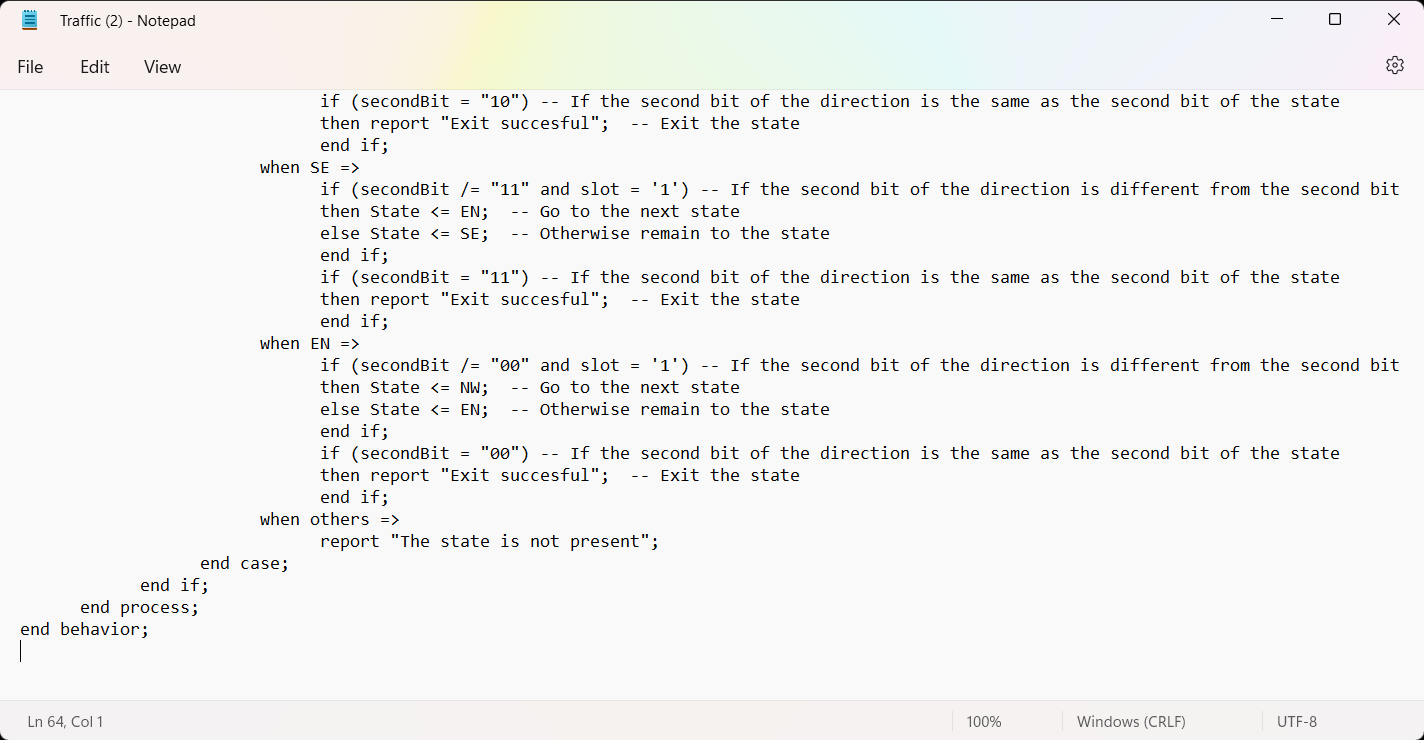 Traffic (2) - Notepad
File Edit View
if (secondBit = "10") -- If the second bit of the direction is the same as the second bit of the state
then report "Exit succesful";  -- Exit the state
end if;
when SE =>
if (secondBit /= "11" and slot = '1') -- If the second bit of the direction is different from the second bit
then State <= EN;  -- Go to the next state
else State <= SE;  -- Otherwise remain to the state
end if;
if (secondBit = "11") -- If the second bit of the direction is the same as the second bit of the state
then report "Exit succesful";  -- Exit the state
end if;
when EN =>
if (secondBit /= "00" and slot = '1') -- If the second bit of the direction is different from the second bit
then State <= NW;  -- Go to the next state
else State <= EN;  -- Otherwise remain to the state
end if;
if (secondBit = "00") -- If the second bit of the direction is the same as the second bit of the state
then report "Exit succesful";  -- Exit the state
end if;
when others =>
report "The state is not present";
end case;
end if;
end process;
end behavior;
Ln 64, Col 1 100% Windows (CRLF) UTF-8